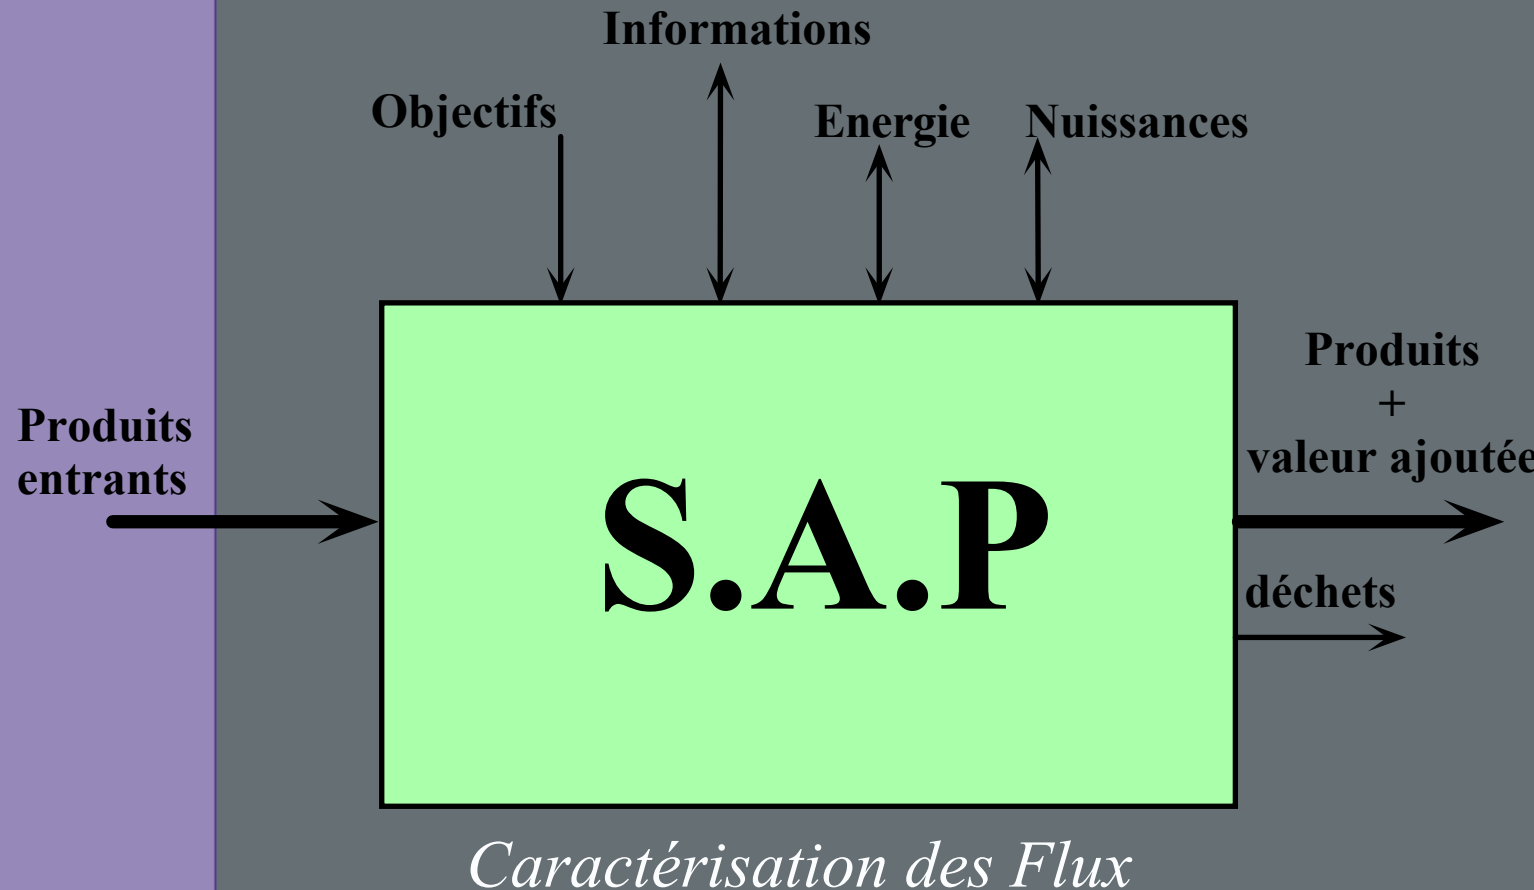 Informations
Objectifs
Energie
Nuissances
Produits
+
valeur ajoutée
Produits
entrants
S.A.P
déchets
Caractérisation des Flux